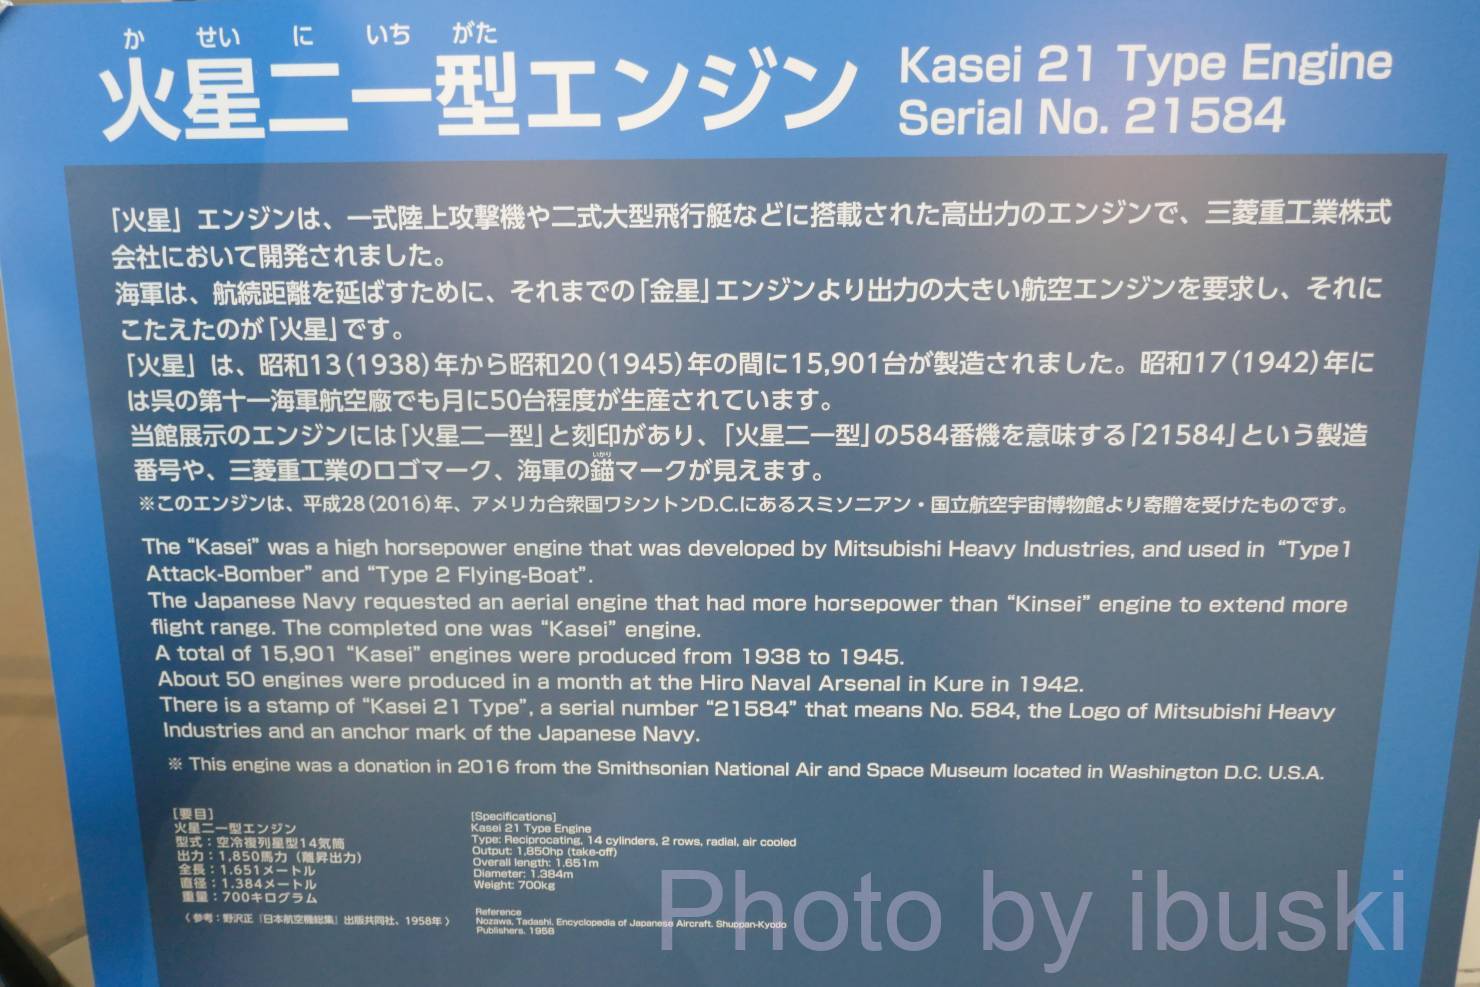 か せい に いち がた
火星二一型エンジン
Kasei 21 Type Engine
Serial No. 21584
「火星」エンジンは、一式陸上攻撃機や二式大型飛行艇などに搭載された高出力のエンジンで、三菱重工業株式
会社において開発されました。
海軍は、航続距離を延ばすために、それまでの「金星」エンジンより出力の大きい航空エンジンを要求し、それに
こたえたのが「火星」です。
「火星」は、昭和13(1938)年から昭和20(1945)年の間に15,901台が製造されました。昭和17(1942)年に
は呉の第十一海軍航空廠でも月に50台程度が生産されています。
当館展示のエンジンには「火星二一型」と刻印があり、「火星二一型」の584番機を意味する「21584」という製造
いかり
番号や、三菱重工業のロゴマーク、海軍の錨マークが見えます。
※このエンジンは、平成28(2016)年、アメリカ合衆国ワシントンD.C.にあるスミソニアン・国立航空宇宙博物館より寄贈を受けたものです。
The “Kasei” was a high horsepower engine that was developed by Mitsubishi Heavy Industries, and used in “Type1
Attack-Bomber” and “Type 2 Flying-Boat”.
The Japanese Navy requested an aerial engine that had more horsepower than “Kinsei” engine to extend more
flight range. The completed one was “Kasei” engine.
A total of 15,901 “Kasei” engines were produced from 1938 to 1945.
About 50 engines were produced in a month at the Hiro Naval Arsenal in Kure in 1942.
There is a stamp of “Kasei 21 Type”, a serial number “21584” that means No. 584, the Logo of Mitsubishi Heavy
Industries and an anchor mark of the Japanese Navy.
※ This engine was a donation in 2016 from the Smithsonian National Air and Space Museum located in Washington D.C. U.S.A.
[要目]
火星二一型エンジン
型式：空冷複列星型14気筒
出力：1,850馬力（離昇出力）
全長：1.651メートル
直径：1.384メートル
重量：700キログラム
（参考：野沢正『日本航空機総集』出版共同社、1958年）
[Specifications]
Kasei 21 Type Engine
Type: Reciprocating, 14 cylinders, 2 rows, radial, air cooled
Output: 1,850hp (take-off)
Overall length: 1.651m
Diameter: 1.384m
Weight: 700kg
Reference
Nozawa, Tadashi, Encyclopedia of Japanese Aircraft, Shuppan-Kyodo
Publishers, 1958
Photo by ibuski